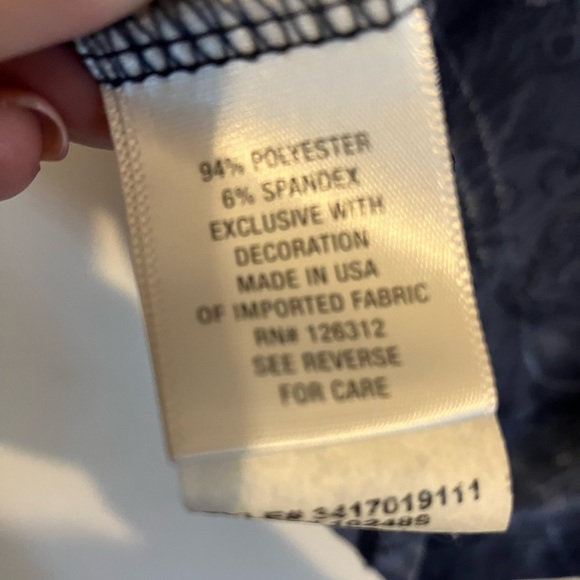 94% POLYESTER
6% SPANDEX
EXCLUSIVE WITH
DECORATION
MADE IN USA
OF IMPORTED FABRIC
RN# 126312
SEE REVERSE
FOR CARE
3417019111